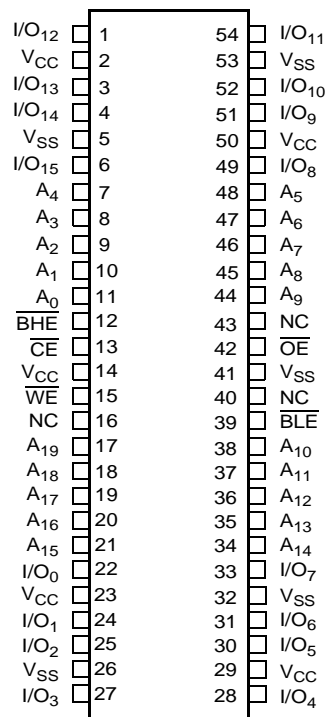 I/O12 1 54 I/O11
VCC 2 53 VSS
I/O13 3 52 I/O10
I/O14 4 51 I/O9
VSS 5 50 VCC
I/O15 6 49 I/O8
A4 7 48 A5
A3 8 47 A6
A2 9 46 A7
A1 10 45 A8
A0 11 44 A9
BHE 12 43 NC
CE 13 42 OE
VCC 14 41 VSS
WE 15 40 NC
NC 16 39 BLE
A19 17 38 A10
A18 18 37 A11
A17 19 36 A12
A16 20 35 A13
A15 21 34 A14
I/O0 22 33 I/O7
VCC 23 32 VSS
I/O1 24 31 I/O6
I/O2 25 30 I/O5
VSS 26 29 VCC
I/O3 27 28 I/O4